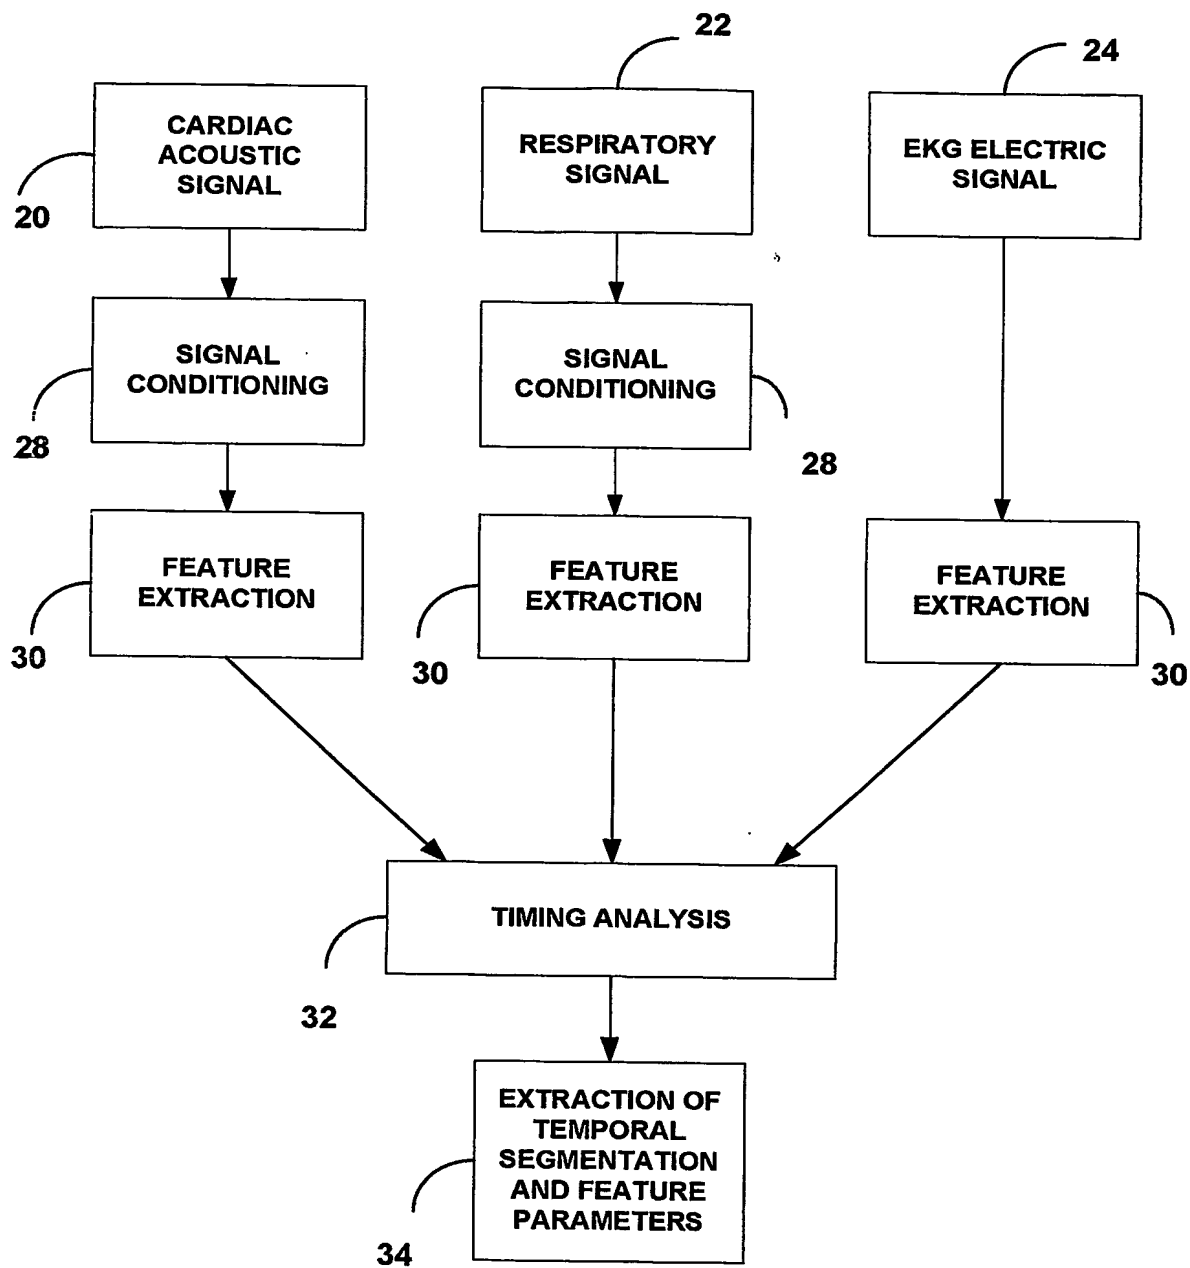 22
24
CARDIAC
ACOUSTIC
SIGNAL
RESPIRATORY
SIGNAL
EKG ELECTRIC
SIGNAL
20
SIGNAL
CONDITIONING
SIGNAL
CONDITIONING
28
28
FEATURE
EXTRACTION
FEATURE
EXTRACTION
FEATURE
EXTRACTION
30
30
30
TIMING ANALYSIS
32
EXTRACTION OF
TEMPORAL
SEGMENTATION
AND FEATURE
PARAMETERS
34